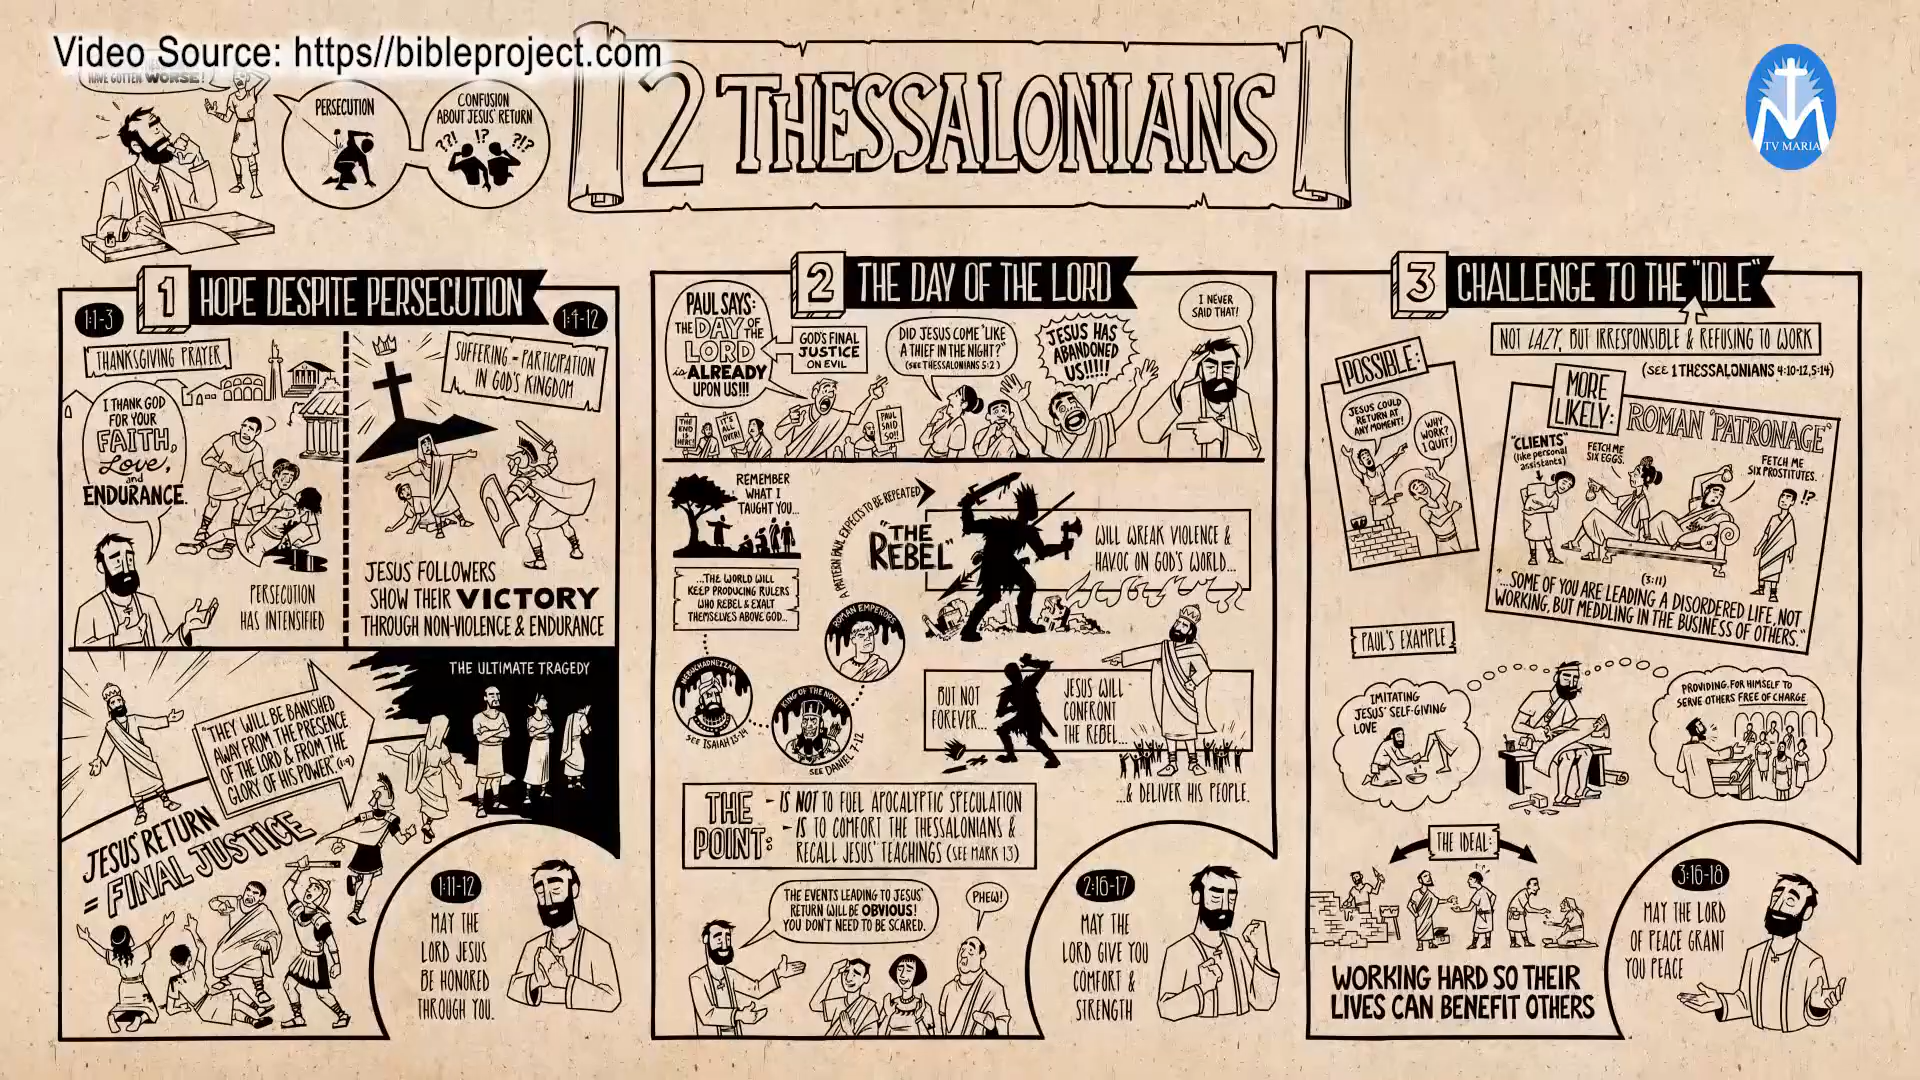 Video Source: https//bibleproject.com
HAVE GOTTEN WORSE!
PERSECUTION
CONFUSION
ABOUT JESUS' RETURN
??! !? ?!?
2 THESSALONIANS
TV MARIA
1 HOPE DESPITE PERSECUTION
1:1-3
1:4-12
THANKSGIVING PRAYER
I THANK GOD
FOR YOUR
FAITH,
Love,
and
ENDURANCE.
PERSECUTION
HAS INTENSIFIED
SUFFERING = PARTICIPATION
IN GOD'S KINGDOM
JESUS' FOLLOWERS
SHOW THEIR VICTORY
THROUGH NON-VIOLENCE & ENDURANCE
THE ULTIMATE TRAGEDY
"THEY WILL BE BANISHED
AWAY FROM THE PRESENCE
OF THE LORD & FROM THE
GLORY OF HIS POWER." (1:9)
JESUS' RETURN
= FINAL JUSTICE
1:11-12
MAY THE
LORD JESUS
BE HONORED
THROUGH YOU.
2 THE DAY OF THE LORD
PAUL SAYS:
THE DAY OF THE
LORD
is ALREADY
UPON US!!!
GOD'S FINAL
JUSTICE
ON EVIL
THE
END
IS
HERE!
IT'S
ALL
OVER!
PAUL
SAID
SO!!
DID JESUS COME "LIKE
A THIEF IN THE NIGHT?"
(SEE THESSALONIANS 5:2)
JESUS HAS
ABANDONED
US!!!!!
I NEVER
SAID THAT!
REMEMBER
WHAT I
TAUGHT YOU...
...THE WORLD WILL
KEEP PRODUCING RULERS
WHO REBEL & EXALT
THEMSELVES ABOVE GOD...
NEBUCHADNEZZAR
SEE ISAIAH 13-14
KING OF THE NORTH
SEE DANIEL 7-12
ROMAN EMPERORS
A PATTERN PAUL EXPECTS TO BE REPEATED
"THE
REBEL"
WILL WREAK VIOLENCE &
HAVOC ON GOD'S WORLD...
BUT NOT
FOREVER...
JESUS WILL
CONFRONT
THE REBEL...
...& DELIVER HIS PEOPLE.
THE
POINT:
- IS NOT TO FUEL APOCALYPTIC SPECULATION
- IS TO COMFORT THE THESSALONIANS &
RECALL JESUS' TEACHINGS (SEE MARK 13)
THE EVENTS LEADING TO JESUS'
RETURN WILL BE OBVIOUS!
YOU DON'T NEED TO BE SCARED.
PHEW!
2:16-17
MAY THE
LORD GIVE YOU
COMFORT &
STRENGTH
3 CHALLENGE TO THE "IDLE"
NOT LAZY, BUT IRRESPONSIBLE & REFUSING TO WORK
(SEE 1 THESSALONIANS 4:10-12, 5:14)
POSSIBLE:
JESUS COULD
RETURN AT
ANY MOMENT!
WHY
WORK?
I QUIT!
MORE
LIKELY:
ROMAN 'PATRONAGE'
"CLIENTS"
(like personal
assistants)
FETCH ME
SIX EGGS.
FETCH ME
SIX PROSTITUTES.
!?
(3:11)
"...SOME OF YOU ARE LEADING A DISORDERED LIFE, NOT
WORKING, BUT MEDDLING IN THE BUSINESS OF OTHERS."
PAUL'S EXAMPLE
IMITATING
JESUS' SELF-GIVING
LOVE
PROVIDING FOR HIMSELF TO
SERVE OTHERS FREE OF CHARGE
THE IDEAL:
WORKING HARD SO THEIR
LIVES CAN BENEFIT OTHERS
3:16-18
MAY THE LORD
OF PEACE GRANT
YOU PEACE